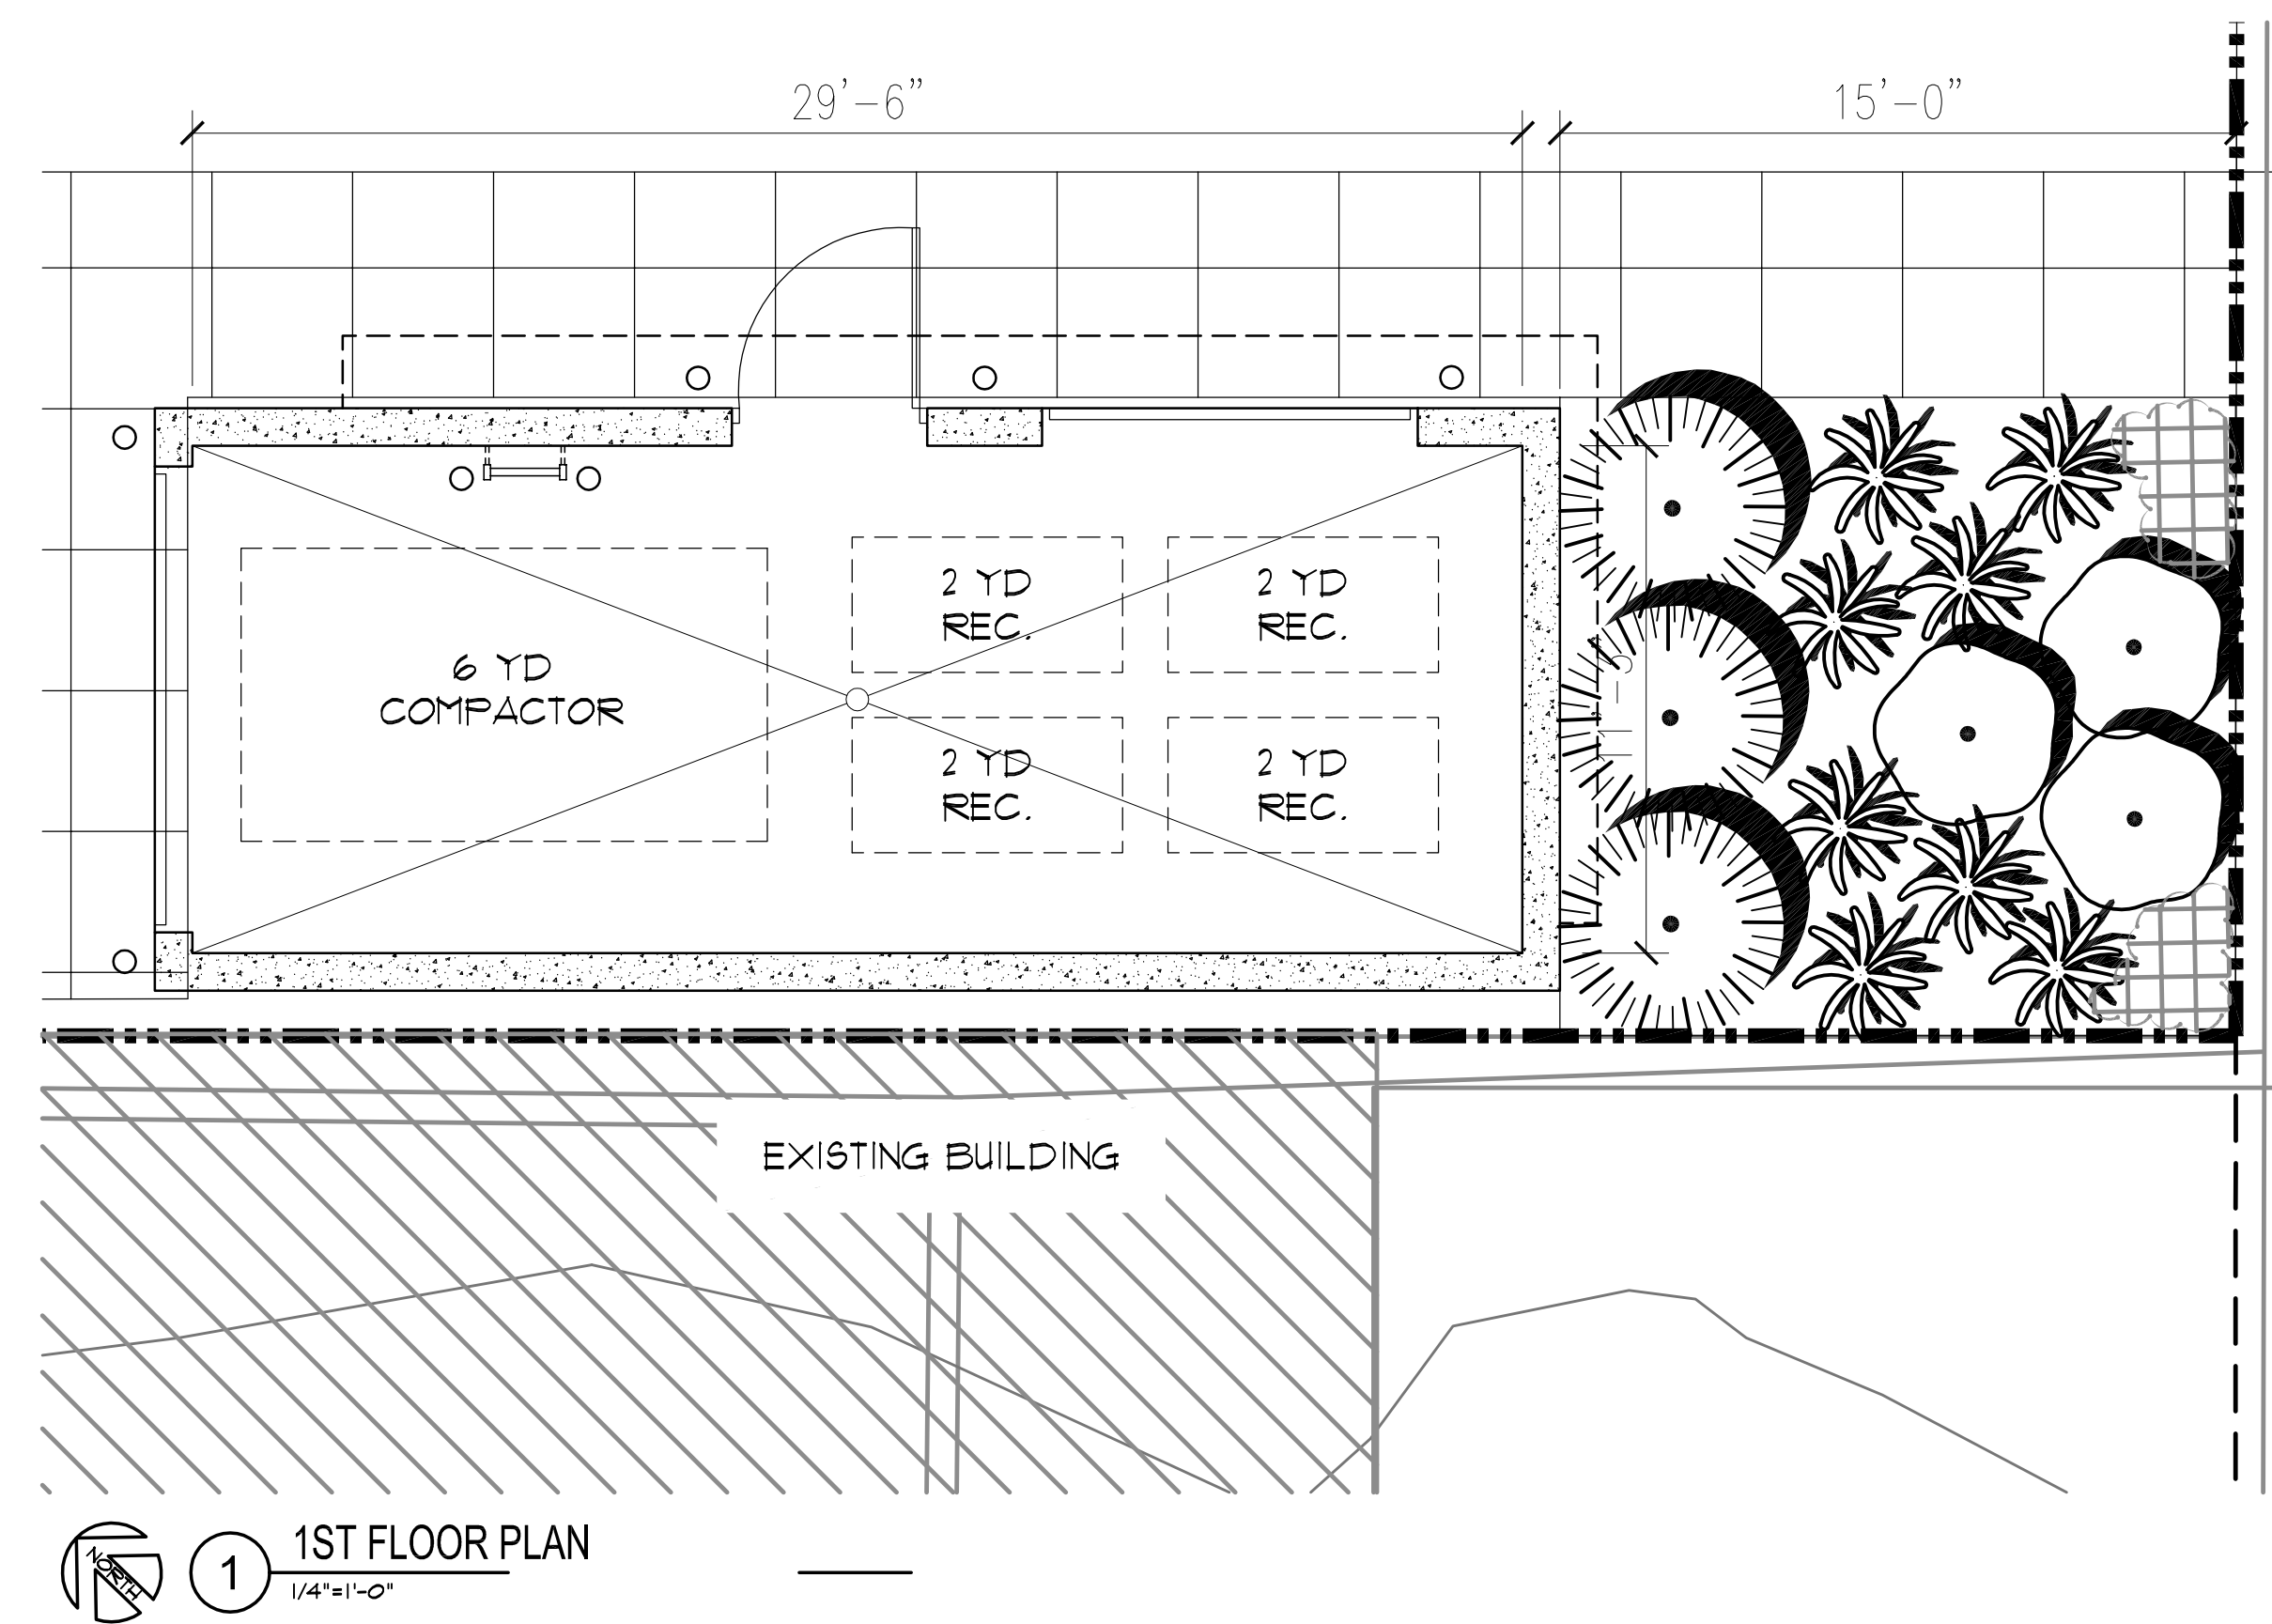 29'-6"
15'-0"
2 YD
REC.
2 YD
REC.
6 YD
COMPACTOR
2 YD
REC.
2 YD
REC.
EXISTING BUILDING
NORTH
1
1ST FLOOR PLAN
1/4"=1'-0"